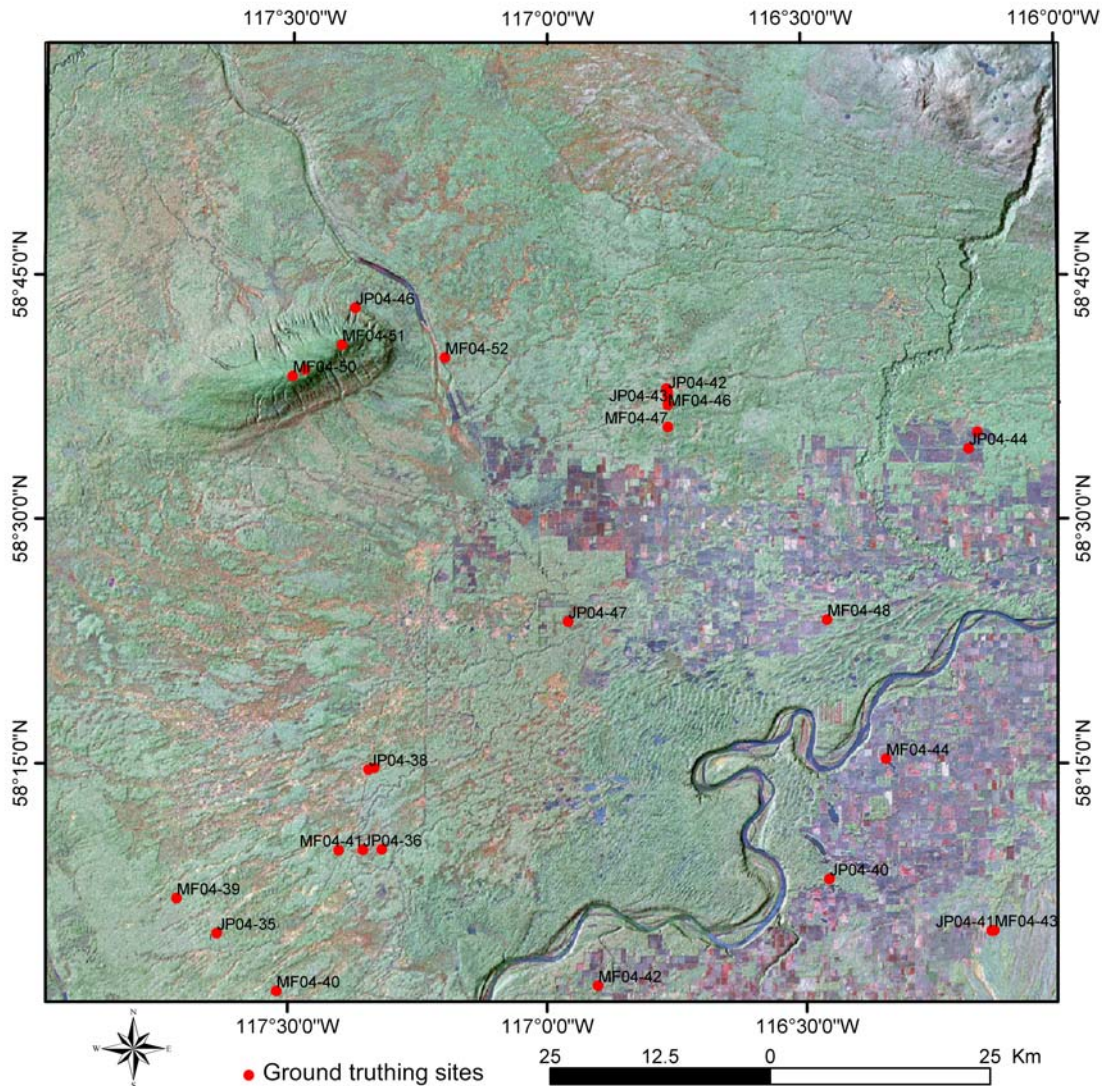 117°30'0"W 117°0'0"W 116°30'0"W 116°0'0"W
58°45'0"N 58°45'0"N
JP04-46
MF04-51
MF04-52
MF04-50
JP04-42
JP04-43
MF04-46
MF04-47
JP04-44
58°30'0"N 58°30'0"N
JP04-47
MF04-48
58°15'0"N 58°15'0"N
MF04-44
JP04-38
MF04-41 JP04-36
JP04-40
MF04-39
JP04-41 MF04-43
JP04-35
MF04-40
MF04-42
117°30'0"W 117°0'0"W 116°30'0"W
N
W E
S
Ground truthing sites
25 12.5 0 25 Km